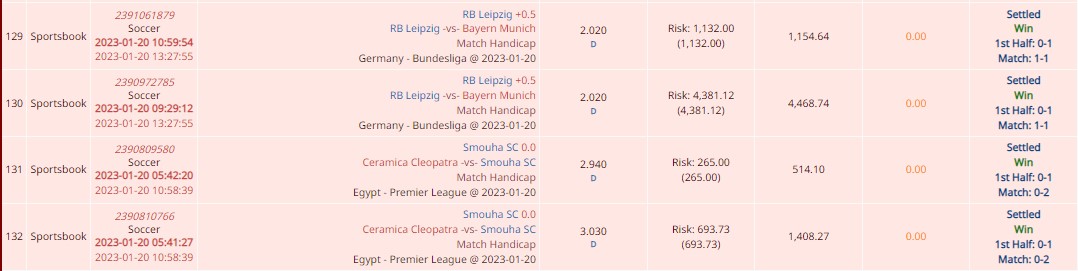 129
Sportsbook
2391061879
Soccer
2023-01-20 10:59:54
2023-01-20 13:27:55
RB Leipzig +0.5
RB Leipzig -vs- Bayern Munich
Match Handicap
Germany - Bundesliga @ 2023-01-20
2.020
D
Risk: 1,132.00
(1,132.00)
1,154.64
0.00
Settled
Win
1st Half: 0-1
Match: 1-1
130
Sportsbook
2390972785
Soccer
2023-01-20 09:29:12
2023-01-20 13:27:55
RB Leipzig +0.5
RB Leipzig -vs- Bayern Munich
Match Handicap
Germany - Bundesliga @ 2023-01-20
2.020
D
Risk: 4,381.12
(4,381.12)
4,468.74
0.00
Settled
Win
1st Half: 0-1
Match: 1-1
131
Sportsbook
2390809580
Soccer
2023-01-20 05:42:20
2023-01-20 10:58:39
Smouha SC 0.0
Ceramica Cleopatra -vs- Smouha SC
Match Handicap
Egypt - Premier League @ 2023-01-20
2.940
D
Risk: 265.00
(265.00)
514.10
0.00
Settled
Win
1st Half: 0-1
Match: 0-2
132
Sportsbook
2390810766
Soccer
2023-01-20 05:41:27
2023-01-20 10:58:39
Smouha SC 0.0
Ceramica Cleopatra -vs- Smouha SC
Match Handicap
Egypt - Premier League @ 2023-01-20
3.030
D
Risk: 693.73
(693.73)
1,408.27
0.00
Settled
Win
1st Half: 0-1
Match: 0-2